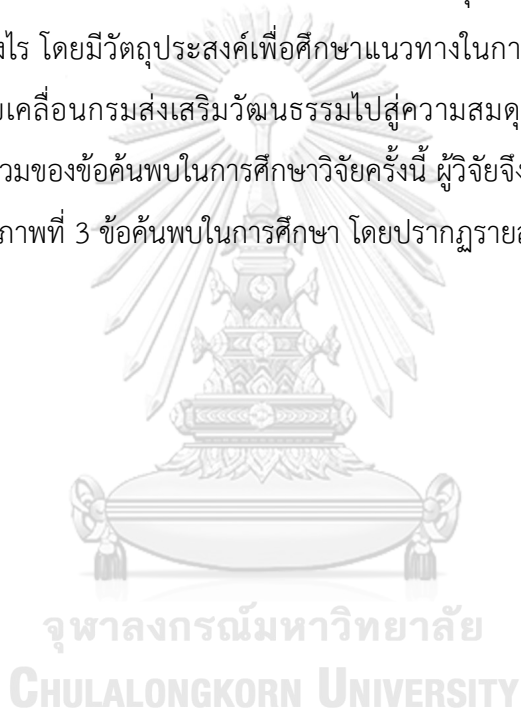 งไร โดยมีวัตถุประสงค์เพื่อศึกษาแนวทางในกา
เคลื่อนกรมส่งเสริมวัฒนธรรมไปสู่ความสมดุ
วมของข้อค้นพบในการศึกษาวิจัยครั้งนี้ ผู้วิจัยจึง
ภาพที่ 3 ข้อค้นพบในการศึกษา โดยปรากฏราย
จุฬาลงกรณ์มหาวิทยาลัย
CHULALONGKORN UNIVERSITY